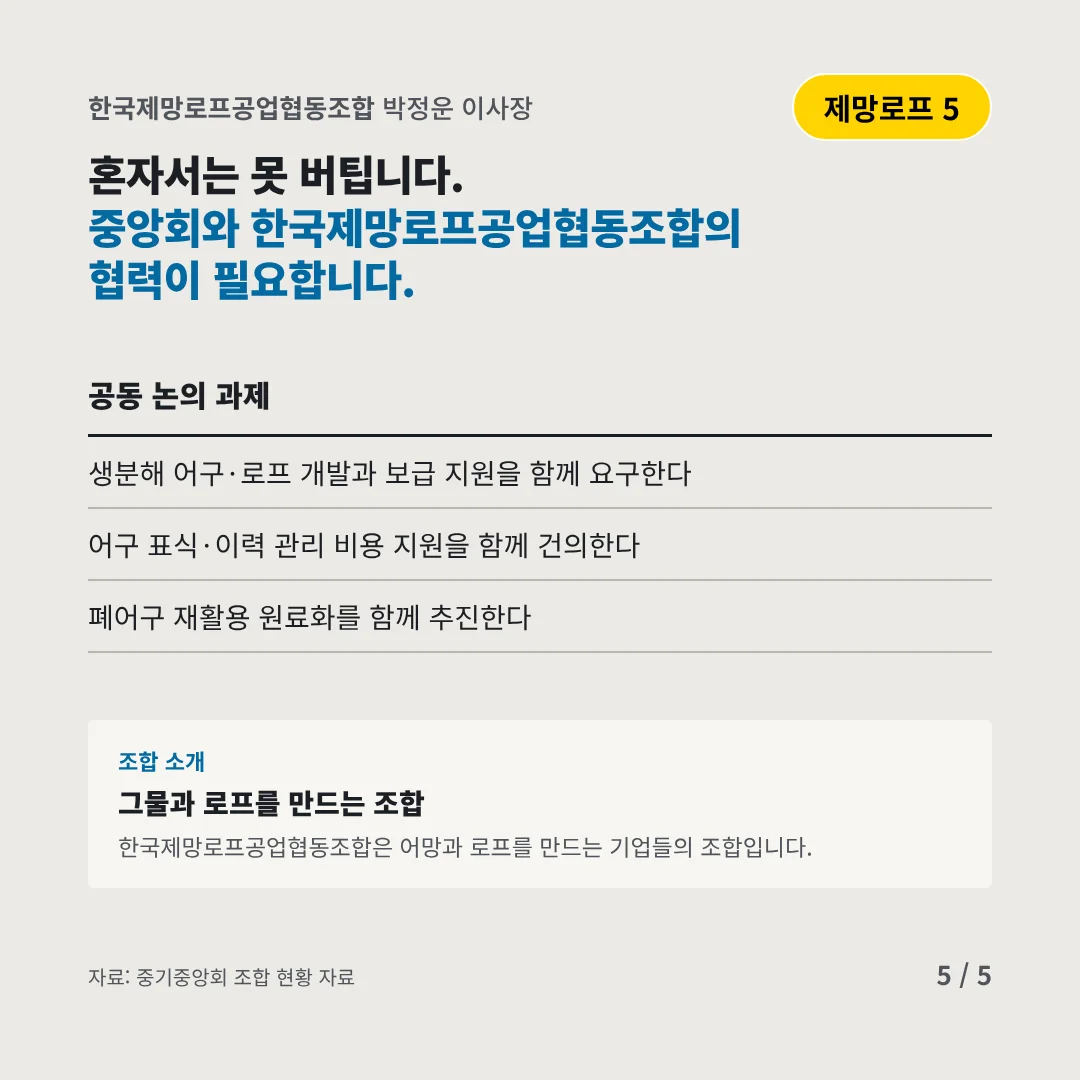 한국제망로프공업협동조합 박정운 이사장
제망로프 5
혼자서는 못 버팁니다.
중앙회와 한국제망로프공업협동조합의
협력이 필요합니다.
공동 논의 과제
생분해 어구·로프 개발과 보급 지원을 함께 요구한다
어구 표식·이력 관리 비용 지원을 함께 건의한다
폐어구 재활용 원료화를 함께 추진한다
조합 소개
그물과 로프를 만드는 조합
한국제망로프공업협동조합은 어망과 로프를 만드는 기업들의 조합입니다.
자료: 중기중앙회 조합 현황 자료
5 / 5